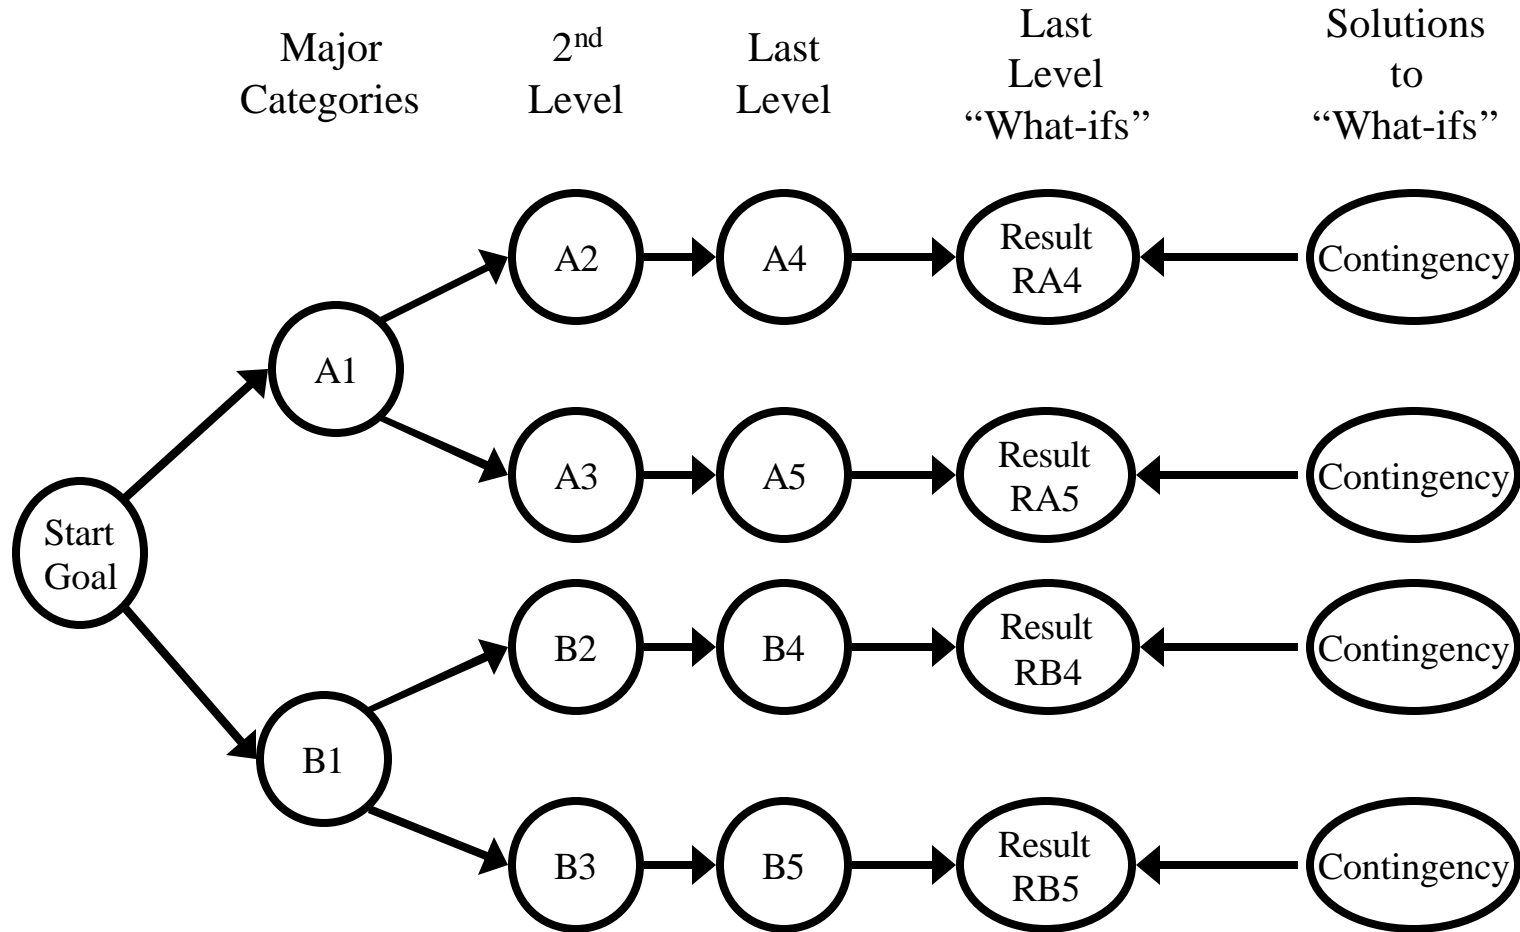 Major
Categories
2nd
Level
Last
Level
Last
Level
“What-ifs”
Solutions
to
“What-ifs”
A2
A4
Result
RA4
Contingency
A1
A3
A5
Result
RA5
Contingency
Start
Goal
B2
B4
Result
RB4
Contingency
B1
B3
B5
Result
RB5
Contingency